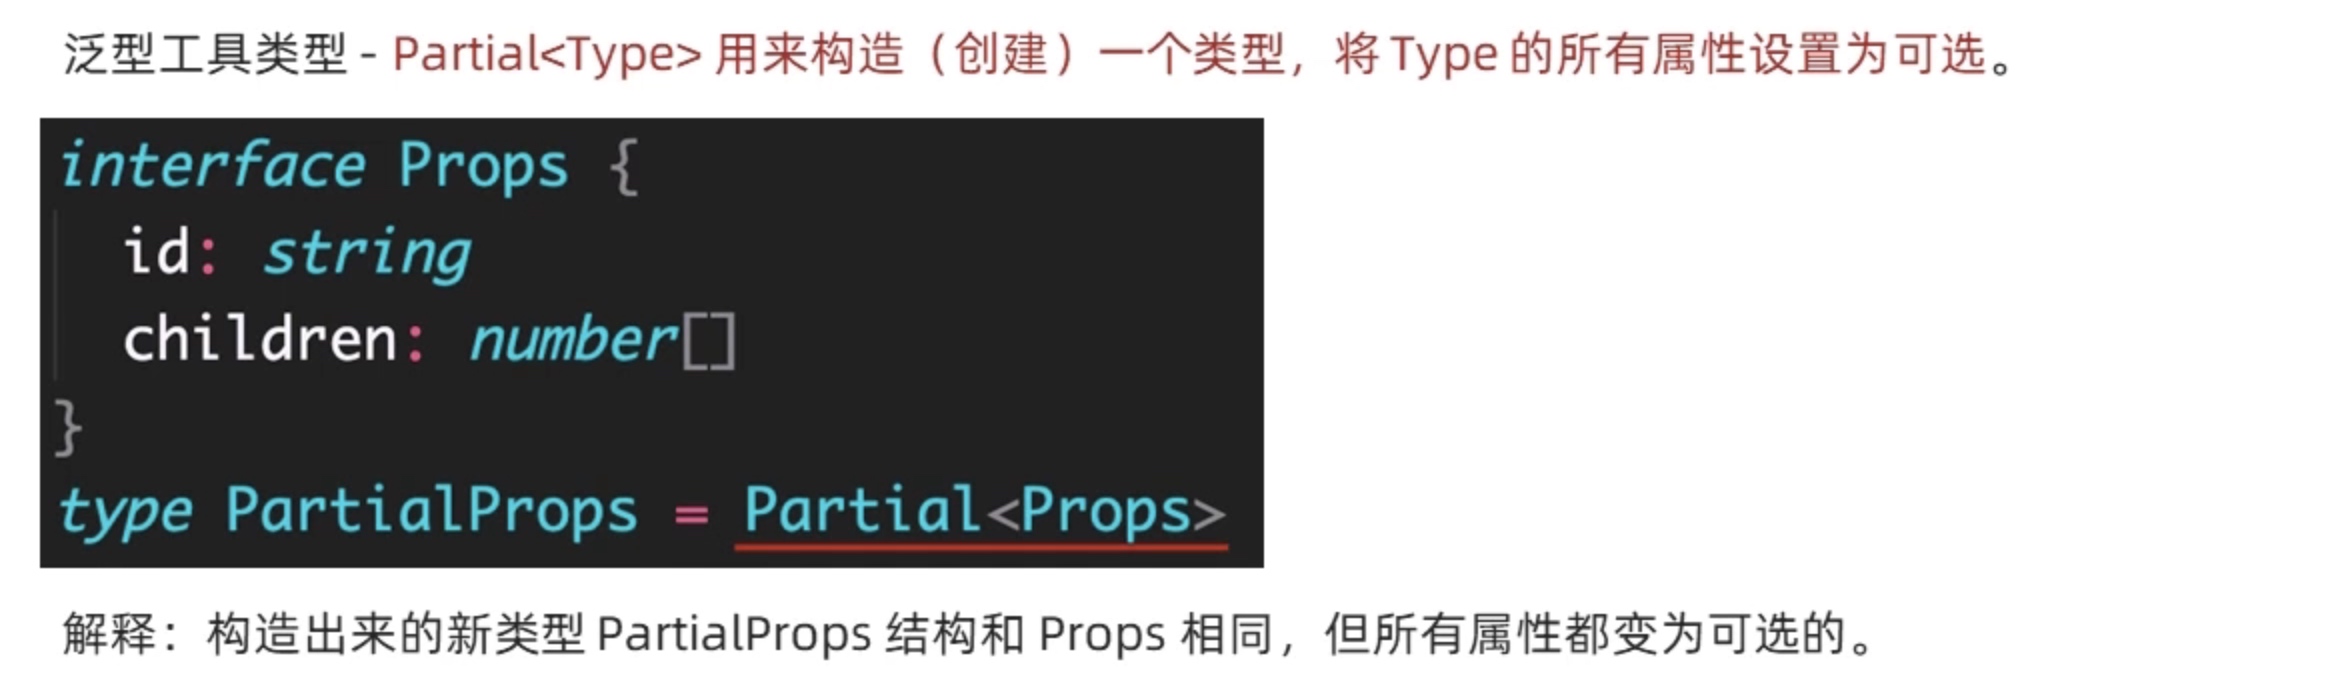 泛型工具类型 - Partial<Type> 用来构造（创建）一个类型，将 Type 的所有属性设置为可选。
interface Props {
  id: string
  children: number[]
}
type PartialProps = Partial<Props>
解释：构造出来的新类型 PartialProps 结构和 Props 相同，但所有属性都变为可选的。